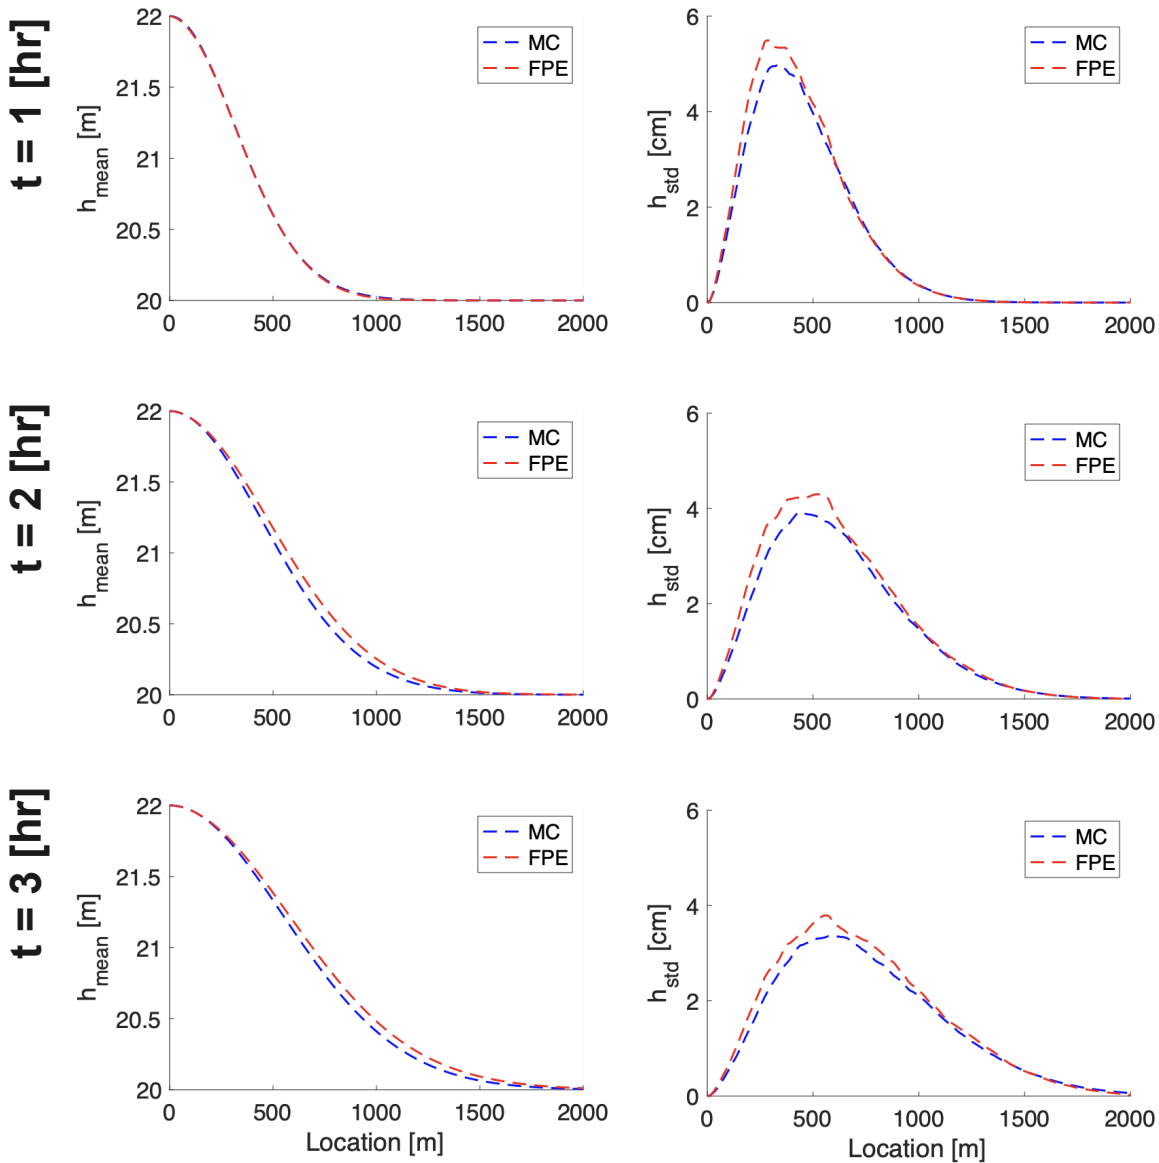 t = 1 [hr]
h_mean [m]
22
21.5
21
20.5
20
0 500 1000 1500 2000
MC
FPE
h_std [cm]
6
4
2
0
0 500 1000 1500 2000
MC
FPE
t = 2 [hr]
h_mean [m]
22
21.5
21
20.5
20
0 500 1000 1500 2000
MC
FPE
h_std [cm]
6
4
2
0
0 500 1000 1500 2000
MC
FPE
t = 3 [hr]
h_mean [m]
22
21.5
21
20.5
20
0 500 1000 1500 2000
Location [m]
MC
FPE
h_std [cm]
6
4
2
0
0 500 1000 1500 2000
Location [m]
MC
FPE